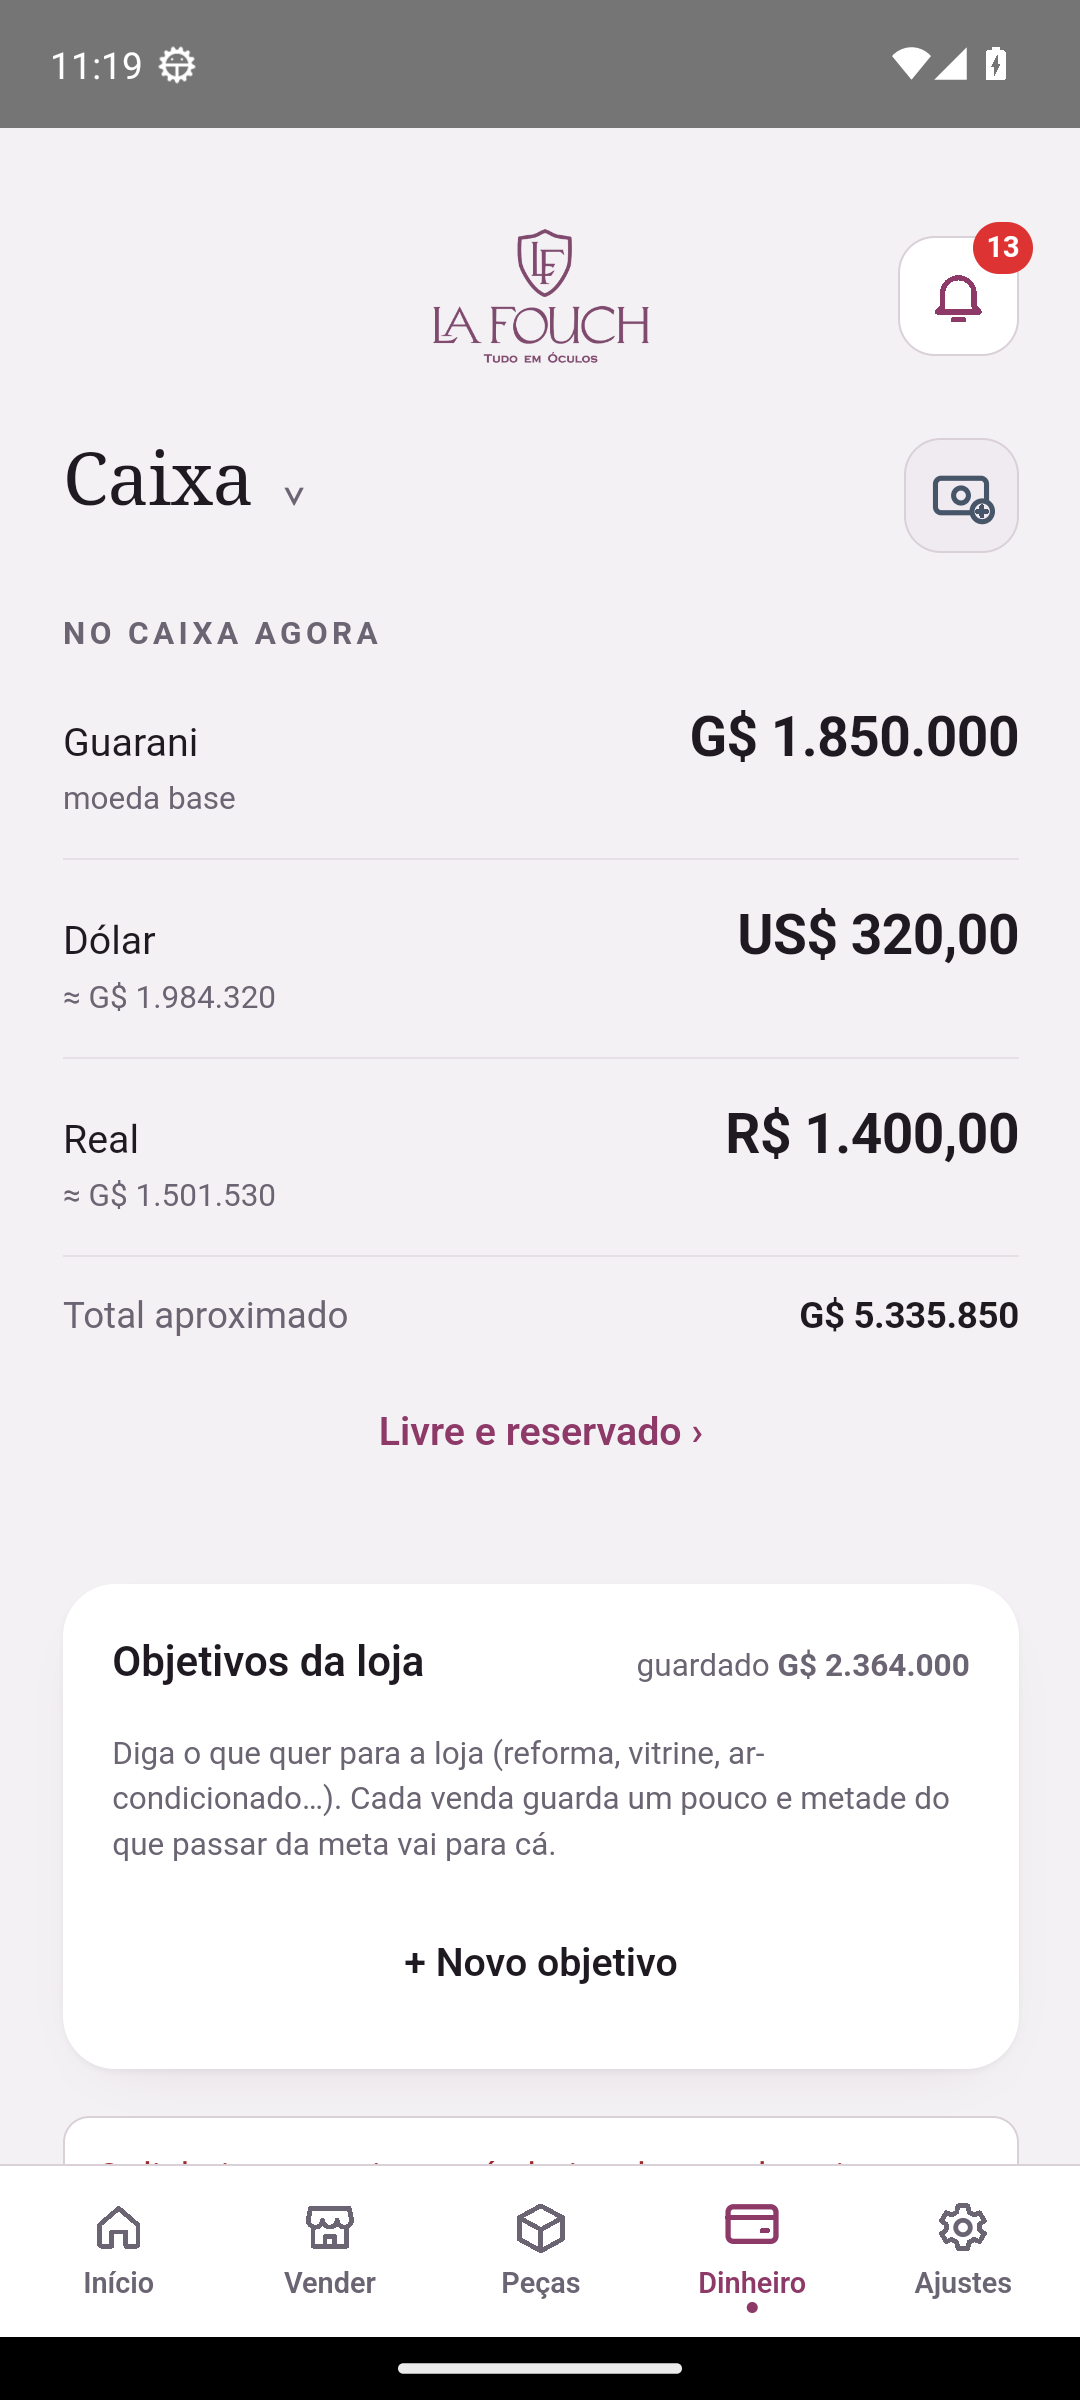 11:19
13
LF
LA FOUCH
TUDO EM ÓCULOS
Caixa
NO CAIXA AGORA
Guarani G$ 1.850.000
moeda base
Dólar US$ 320,00
≈ G$ 1.984.320
Real R$ 1.400,00
≈ G$ 1.501.530
Total aproximado G$ 5.335.850
Livre e reservado ›
Objetivos da loja guardado G$ 2.364.000
Diga o que quer para a loja (reforma, vitrine, ar-
condicionado…). Cada venda guarda um pouco e metade do
que passar da meta vai para cá.
+ Novo objetivo
Início Vender Peças Dinheiro Ajustes